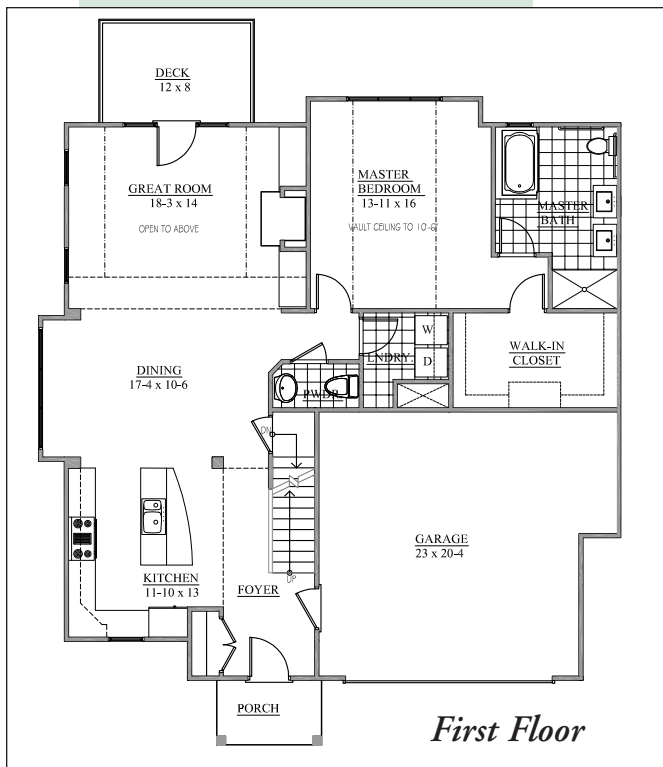 DECK
12 x 8
GREAT ROOM
18-3 x 14
OPEN TO ABOVE
MASTER
BEDROOM
13-11 x 16
VAULT CEILING TO 10'-6"
MASTER
BATH
W
D
LNDRY.
WALK-IN
CLOSET
DINING
17-4 x 10-6
PWDR.
DN
GARAGE
23 x 20-4
KITCHEN
11-10 x 13
FOYER
UP
PORCH
First Floor